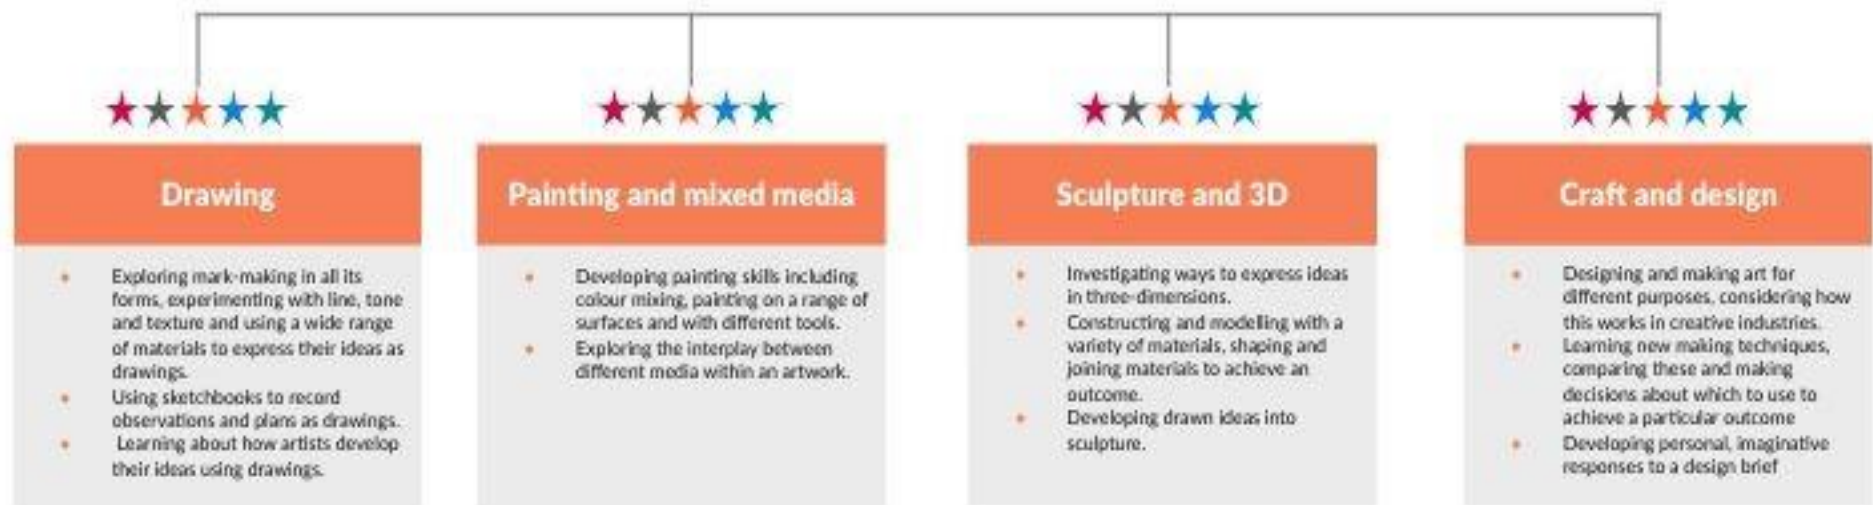 Drawing
Exploring mark-making in all its
forms, experimenting with line, tone
and texture and using a wide range
of materials to express their ideas as
drawings.
Using sketchbooks to record
observations and plans as drawings.
Learning about how artists develop
their ideas using drawings.
Painting and mixed media
Developing painting skills including
colour mixing, painting on a range of
surfaces and with different tools.
Exploring the interplay between
different media within an artwork.
Sculpture and 3D
Investigating ways to express ideas
in three-dimensions.
Constructing and modelling with a
variety of materials, shaping and
joining materials to achieve an
outcome.
Developing drawn ideas into
sculpture.
Craft and design
Designing and making art for
different purposes, considering how
this works in creative industries.
Learning new making techniques,
comparing these and making
decisions about which to use to
achieve a particular outcome
Developing personal, imaginative
responses to a design brief